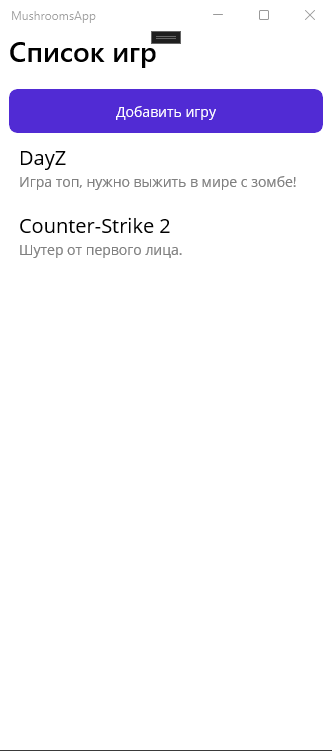 MushroomsApp
Список игр
Добавить игру
DayZ
Игра топ, нужно выжить в мире с зомбе!
Counter-Strike 2
Шутер от первого лица.